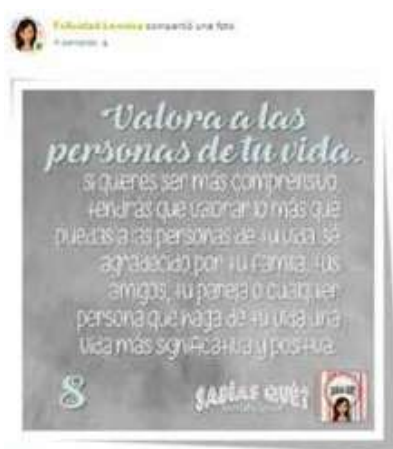 compartió una foto
Valora a las
personas de tu vida.
si quieres ser más comprensivo,
tendrás que valorar lo más que
puedas a las personas de tu vida. sé
agradecido por tu familia, tus
amigos, tu pareja o cualquier
persona que haga de tu vida una
vida más significativa y positiva.
8
SABÍAS QUÉ?